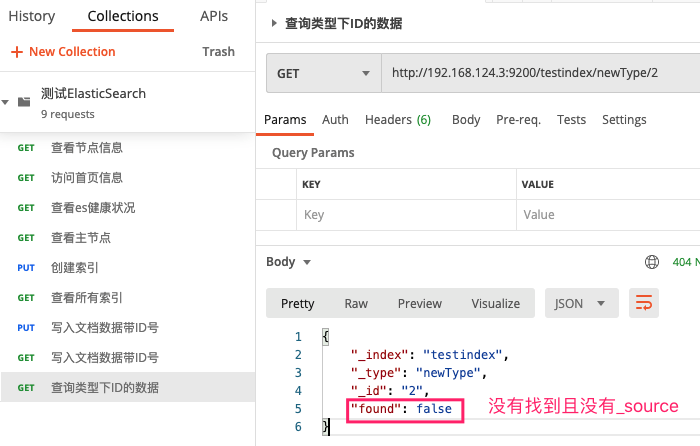 History Collections APIs
+ New Collection Trash
测试ElasticSearch
9 requests
GET 查看节点信息
GET 访问首页信息
GET 查看es健康状况
GET 查看主节点
PUT 创建索引
GET 查看所有索引
PUT 写入文档数据带ID号
GET 写入文档数据带ID号
GET 查询类型下ID的数据
查询类型下ID的数据
GET http://192.168.124.3:9200/testindex/newType/2
Params Auth Headers (6) Body Pre-req. Tests Settings
Query Params
KEY VALUE
Key Value
Body 404 N
Pretty Raw Preview Visualize JSON
1 {
2 "_index": "testindex",
3 "_type": "newType",
4 "_id": "2",
5 "found": false 没有找到且没有_source
6 }